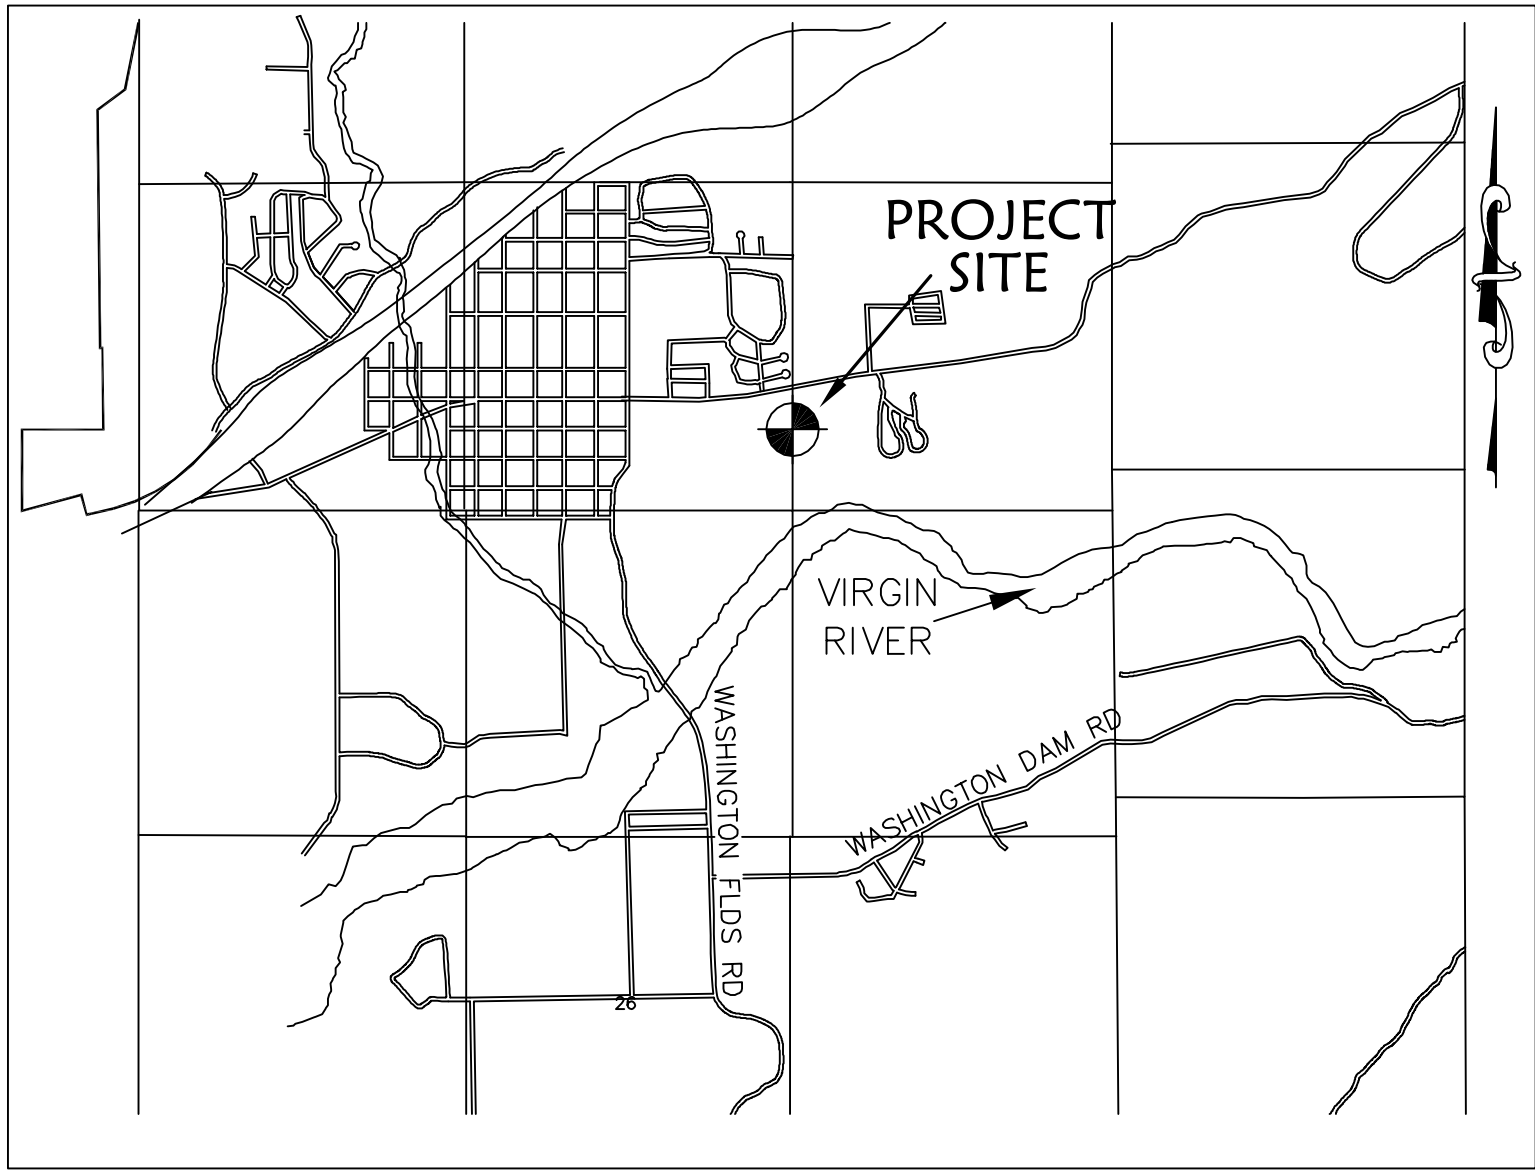 PROJECT
SITE
VIRGIN
RIVER
WASHINGTON DAM RD
WASHINGTON FLDS RD
26